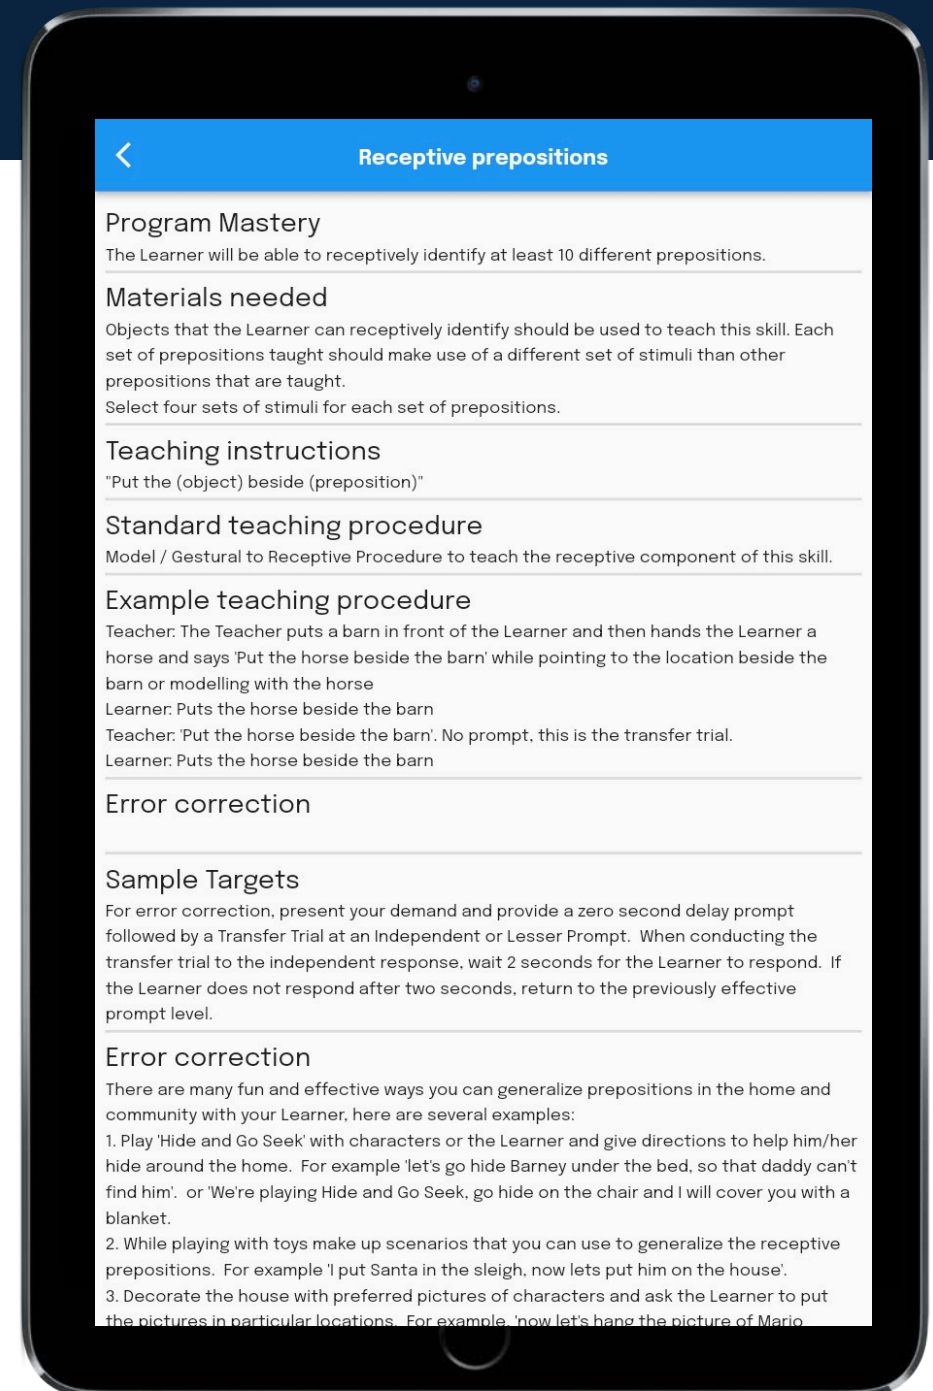 Receptive prepositions
Program Mastery
The Learner will be able to receptively identify at least 10 different prepositions.
Materials needed
Objects that the Learner can receptively identify should be used to teach this skill. Each
set of prepositions taught should make use of a different set of stimuli than other
prepositions that are taught.
Select four sets of stimuli for each set of prepositions.
Teaching instructions
"Put the (object) beside (preposition)"
Standard teaching procedure
Model / Gestural to Receptive Procedure to teach the receptive component of this skill.
Example teaching procedure
Teacher: The Teacher puts a barn in front of the Learner and then hands the Learner a
horse and says 'Put the horse beside the barn' while pointing to the location beside the
barn or modelling with the horse
Learner: Puts the horse beside the barn
Teacher: 'Put the horse beside the barn'. No prompt, this is the transfer trial.
Learner: Puts the horse beside the barn
Error correction
Sample Targets
For error correction, present your demand and provide a zero second delay prompt
followed by a Transfer Trial at an Independent or Lesser Prompt.  When conducting the
transfer trial to the independent response, wait 2 seconds for the Learner to respond.  If
the Learner does not respond after two seconds, return to the previously effective
prompt level.
Error correction
There are many fun and effective ways you can generalize prepositions in the home and
community with your Learner, here are several examples:
1. Play 'Hide and Go Seek' with characters or the Learner and give directions to help him/her
hide around the home.  For example 'let's go hide Barney under the bed, so that daddy can't
find him'.  or 'We're playing Hide and Go Seek, go hide on the chair and I will cover you with a
blanket.
2. While playing with toys make up scenarios that you can use to generalize the receptive
prepositions.  For example 'I put Santa in the sleigh, now lets put him on the house'.
3. Decorate the house with preferred pictures of characters and ask the Learner to put
the pictures in particular locations.  For example, 'now let's hang the picture of Mario